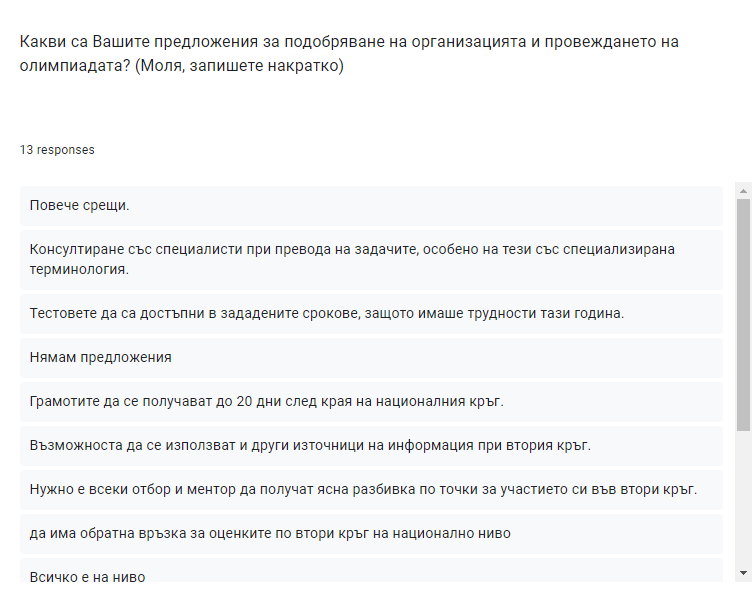 Какви са Вашите предложения за подобряване на организацията и провеждането на
олимпиадата? (Моля, запишете накратко)
13 responses
Повече срещи.
Консултиране със специалисти при превода на задачите, особено на тези със специализирана
терминология.
Тестовете да са достъпни в зададените срокове, защото имаше трудности тази година.
Нямам предложения
Грамотите да се получават до 20 дни след края на националния кръг.
Възможноста да се използват и други източници на информация при втория кръг.
Нужно е всеки отбор и ментор да получат ясна разбивка по точки за участието си във втори кръг.
да има обратна връзка за оценките по втори кръг на национално ниво
Всичко е на ниво